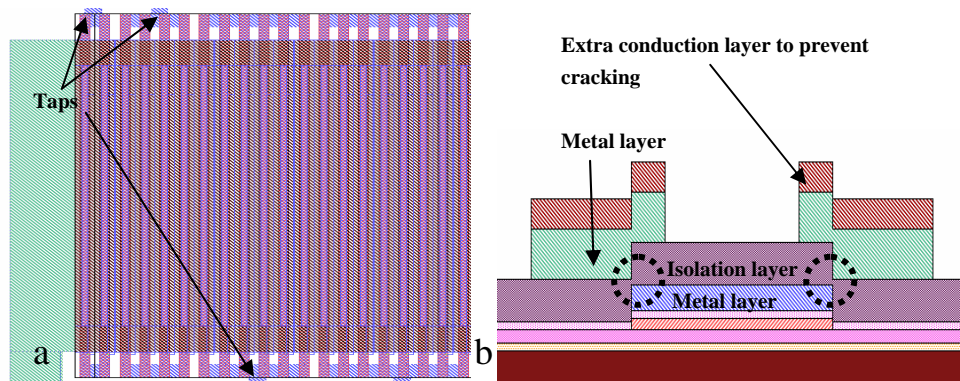 Taps
a
Extra conduction layer to prevent
cracking
Metal layer
Isolation layer
Metal layer
b